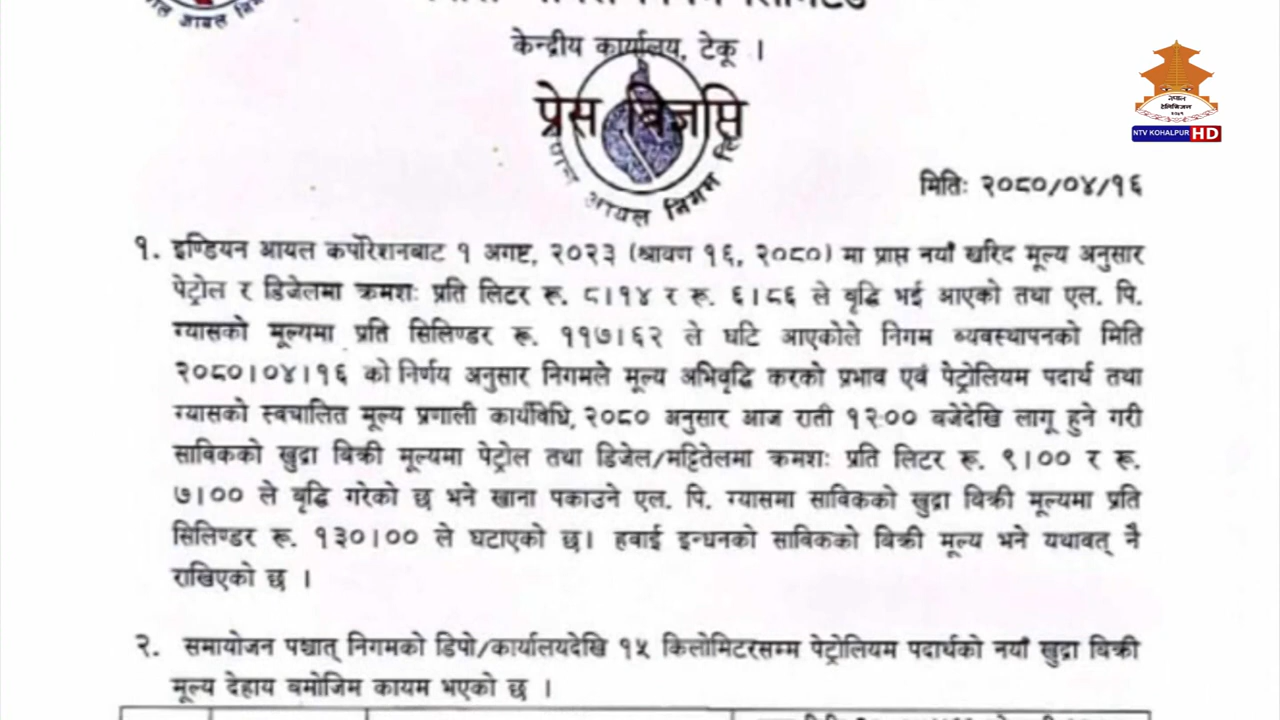 केन्द्रीय कार्यालय, टेकू ।
प्रेस विज्ञप्ति
आयल निगम
नेपाल
टेलिभिजन
NTV KOHALPUR HD
मितिः २०८०/०४/१६
१. इण्डियन आयल कर्पोरेशनबाट १ अगष्ट, २०२३ (श्रावण १६, २०८०) मा प्राप्त नयाँ खरिद मूल्य अनुसार
पेट्रोल र डिजेलमा क्रमशः प्रति लिटर रू. ८।१४ र रू. ६।८६ ले वृद्धि भई आएको तथा एल. पि.
ग्यासको मूल्यमा प्रति सिलिण्डर रू. ११७।६२ ले घटि आएकोले निगम व्यवस्थापनको मिति
२०८०।०४।१६ को निर्णय अनुसार निगमले मूल्य अभिवृद्धि करको प्रभाव एवं पेट्रोलियम पदार्थ तथा
ग्यासको स्वचालित मूल्य प्रणाली कार्यविधि, २०८० अनुसार आज राती १२ः०० बजेदेखि लागू हुने गरी
साविकको खुद्रा बिक्री मूल्यमा पेट्रोल तथा डिजेल/मट्टितेलमा क्रमशः प्रति लिटर रू. ९।०० र रू.
७।०० ले वृद्धि गरेको छ भने खाना पकाउने एल. पि. ग्यासमा साविकको खुद्रा बिक्री मूल्यमा प्रति
सिलिण्डर रू. १३०।०० ले घटाएको छ। हवाई इन्धनको साविकको बिक्री मूल्य भने यथावत् नै
राखिएको छ ।
२. समायोजन पश्चात् निगमको डिपो/कार्यालयदेखि १५ किलोमिटरसम्म पेट्रोलियम पदार्थको नयाँ खुद्रा बिक्री
मूल्य देहाय बमोजिम कायम भएको छ ।